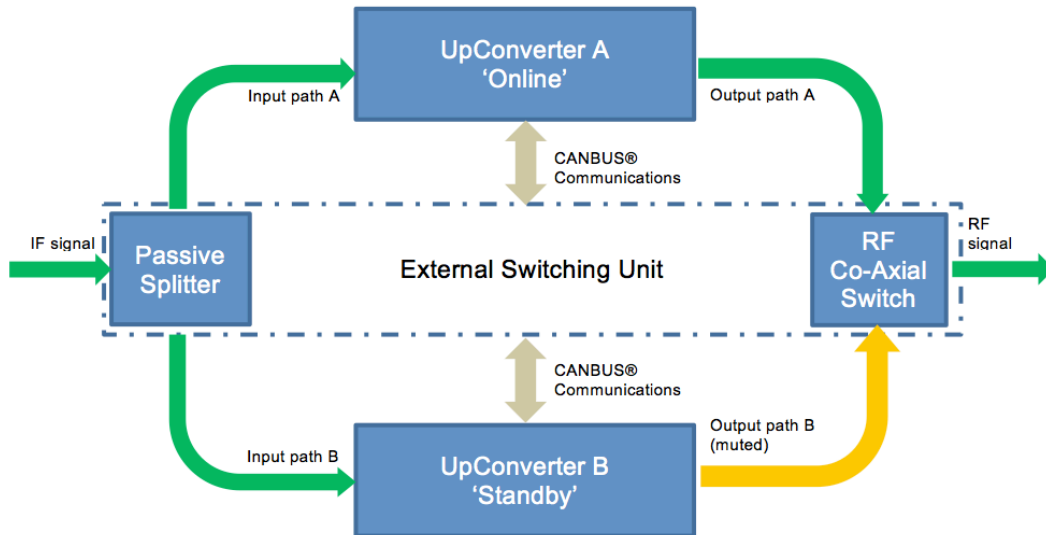 UpConverter A
‘Online’
Input path A
Output path A
CANBUS®
Communications
IF signal
Passive
Splitter
External Switching Unit
RF
Co-Axial
Switch
RF
signal
CANBUS®
Communications
Input path B
UpConverter B
‘Standby’
Output path B
(muted)